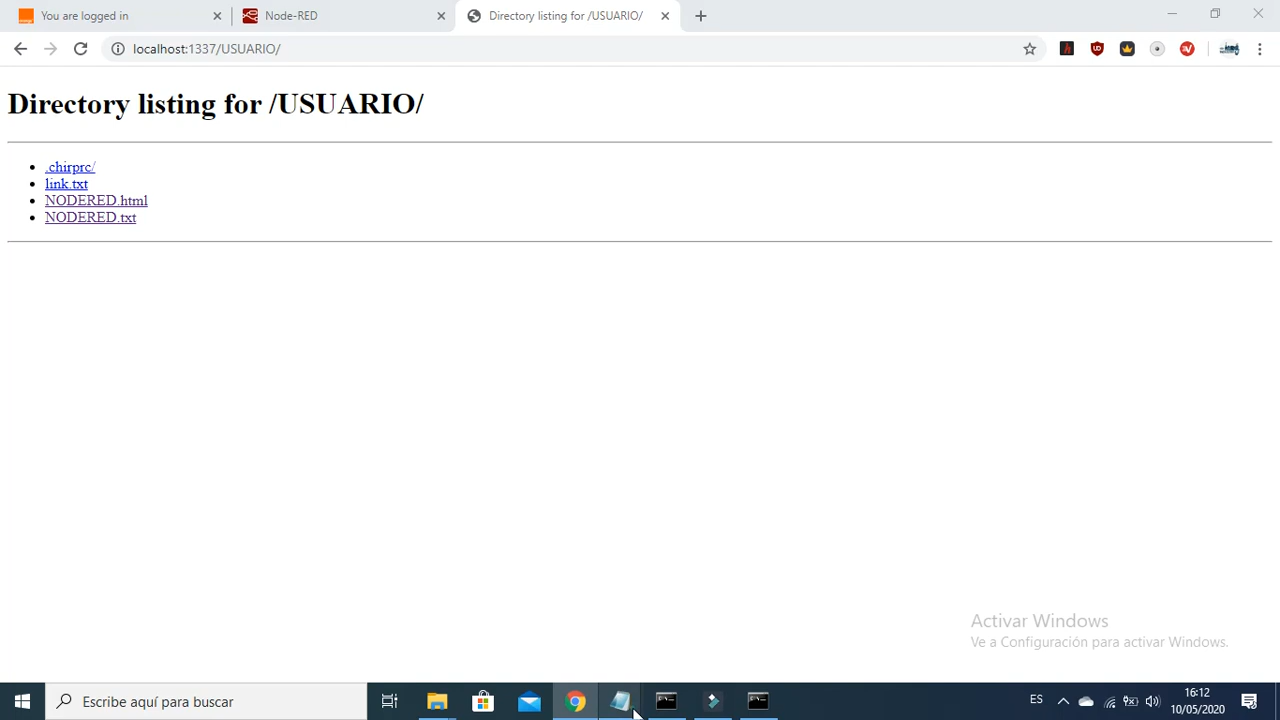 You are logged in
Node-RED
Directory listing for /USUARIO/
localhost:1337/USUARIO/
Directory listing for /USUARIO/
.chirprc/
link.txt
NODERED.html
NODERED.txt
Activar Windows
Ve a Configuración para activar Windows.
Escribe aquí para buscar
ES
16:12
10/05/2020